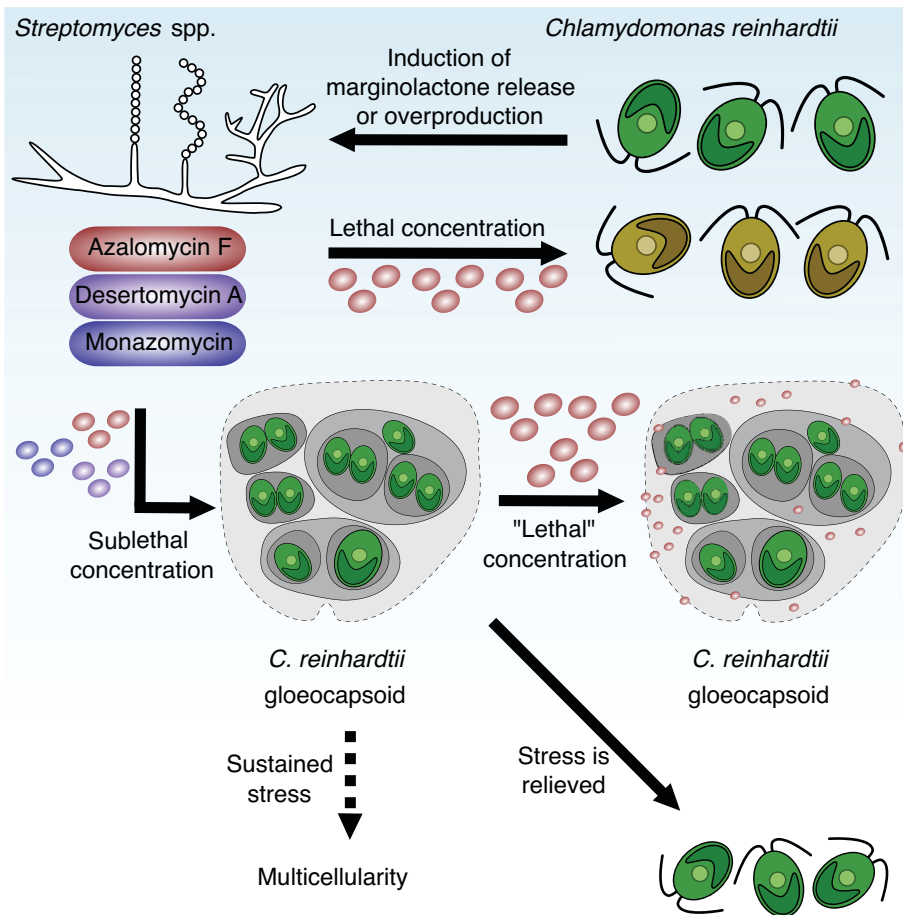 Streptomyces spp.
Chlamydomonas reinhardtii
Induction of
marginolactone release
or overproduction
Lethal concentration
Azalomycin F
Desertomycin A
Monazomycin
Sublethal
concentration
"Lethal"
concentration
C. reinhardtii
gloeocapsoid
C. reinhardtii
gloeocapsoid
Sustained
stress
Stress is
relieved
Multicellularity